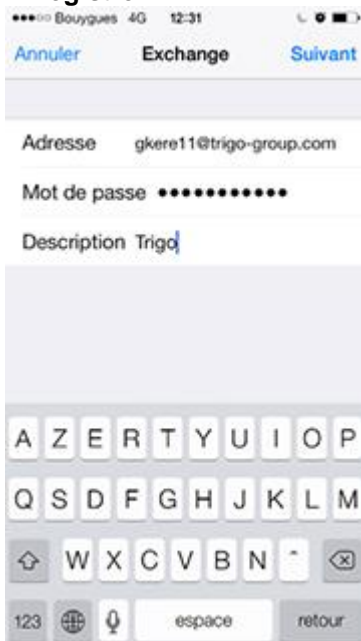 Bouygues 4G 12:31
Annuler Exchange Suivant
Adresse gkere11@trigo-group.com
Mot de passe •••••••••••
Description Trigo
A Z E R T Y U I O P
Q S D F G H J K L M
W X C V B N ^
123 espace retour